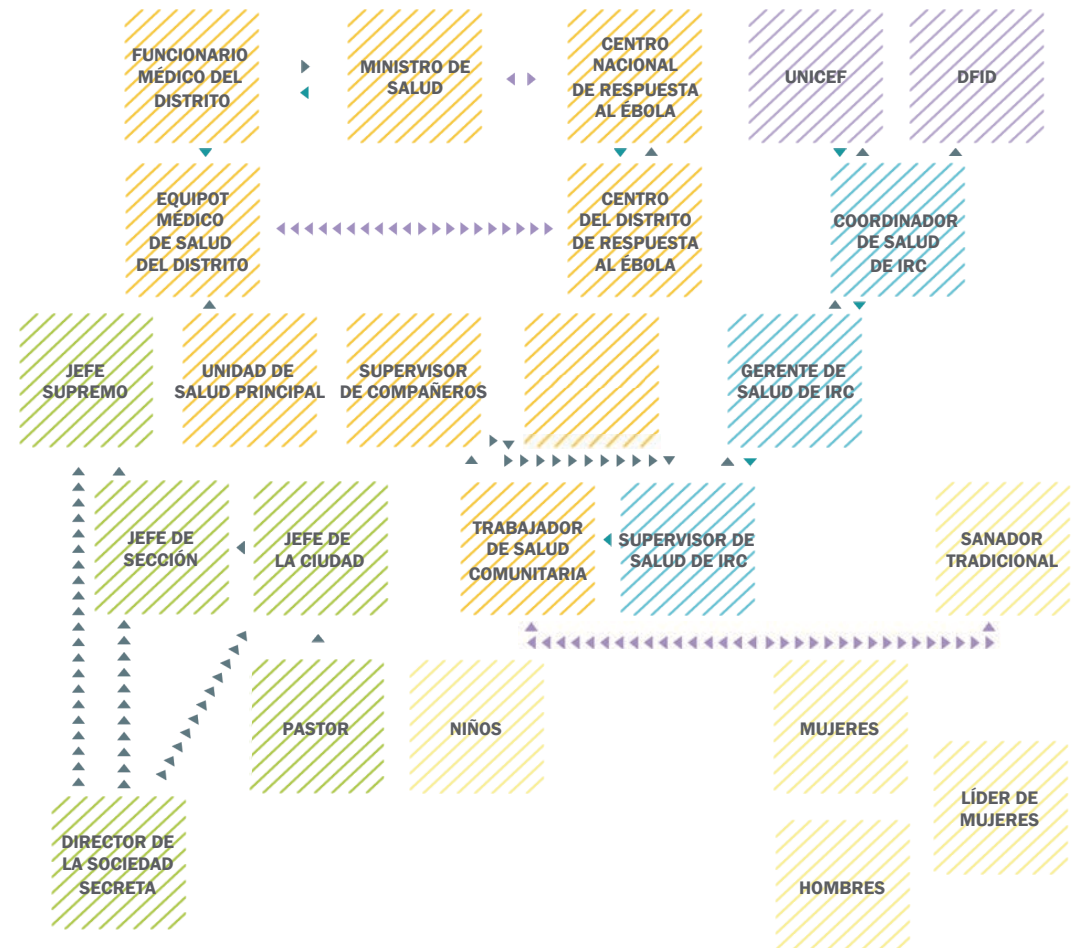 FUNCIONARIO
MÉDICO DEL
DISTRITO
MINISTRO DE
SALUD
CENTRO
NACIONAL
DE RESPUESTA
AL ÉBOLA
UNICEF
DFID
EQUIPOT
MÉDICO
DE SALUD
DEL DISTRITO
CENTRO
DEL DISTRITO
DE RESPUESTA
AL ÉBOLA
COORDINADOR
DE SALUD
DE IRC
JEFE
SUPREMO
UNIDAD DE
SALUD PRINCIPAL
SUPERVISOR
DE COMPAÑEROS
GERENTE DE
SALUD DE IRC
JEFE DE
SECCIÓN
JEFE DE
LA CIUDAD
TRABAJADOR
DE SALUD
COMUNITARIA
SUPERVISOR DE
SALUD DE IRC
SANADOR
TRADICIONAL
PASTOR
NIÑOS
MUJERES
LÍDER DE
MUJERES
DIRECTOR DE
LA SOCIEDAD
SECRETA
HOMBRES